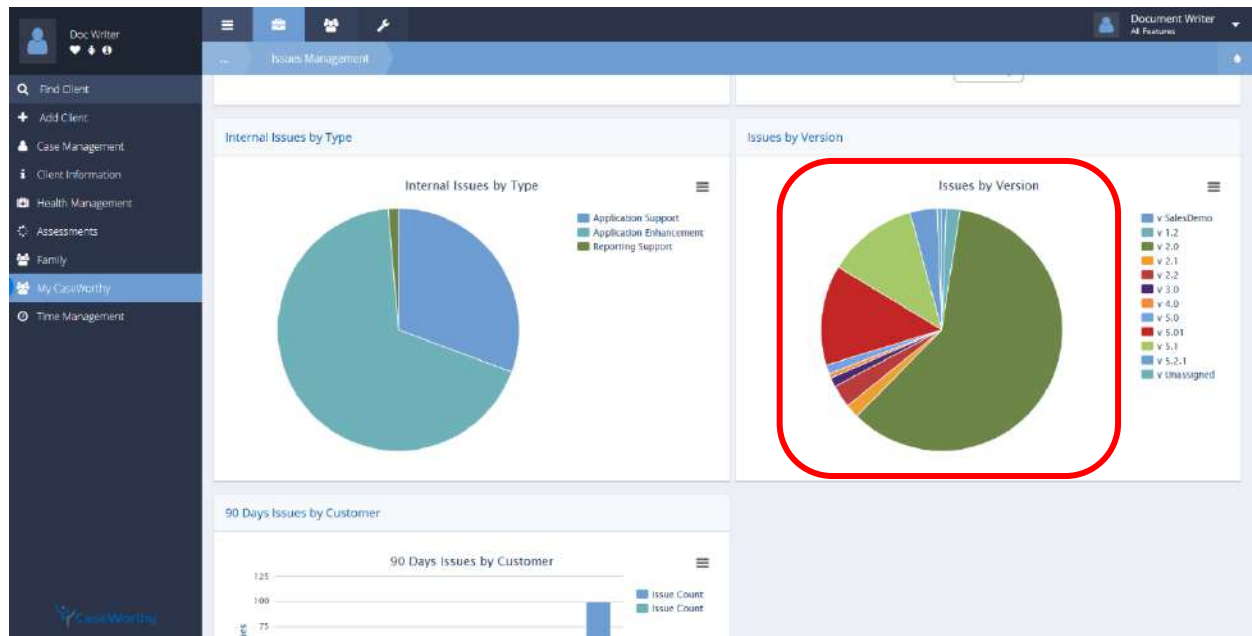 Doc Writer
Document Writer
All Features
...
Issues Management
Find Client
Add Client
Case Management
Client Information
Health Management
Assessments
Family
My CaseWorthy
Time Management
CaseWorthy
Internal Issues by Type
Internal Issues by Type
Application Support
Application Enhancement
Reporting Support
Issues by Version
Issues by Version
v SalesDemo
v 1.2
v 2.0
v 2.1
v 2.2
v 3.0
v 4.0
v 5.0
v 5.01
v 5.1
v 5.2.1
v Unassigned
90 Days Issues by Customer
90 Days Issues by Customer
125
100
75
Issue Count
Issue Count